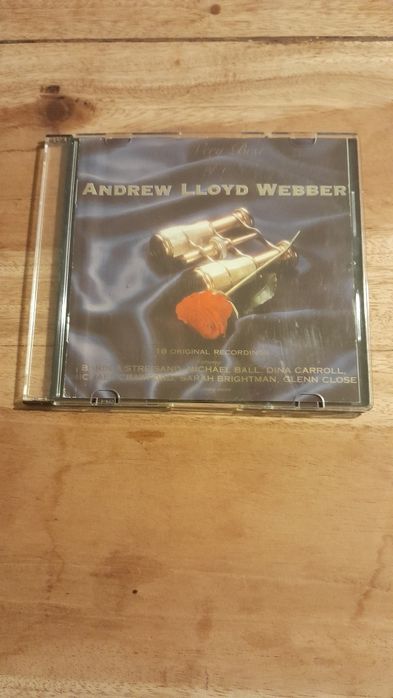 Very Best
ANDREW LLOYD WEBBER
18 ORIGINAL RECORDINGS
STREISAND, MICHAEL BALL, DINA CARROLL,
SARAH BRIGHTMAN, GLENN CLOSE